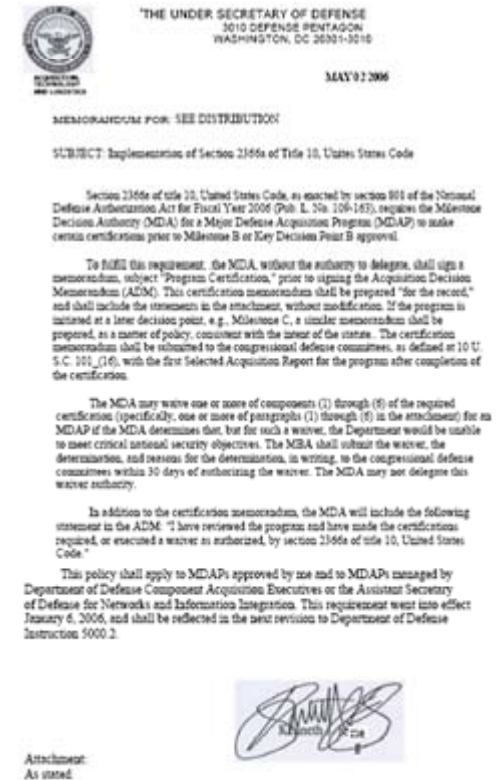 'THE UNDER SECRETARY OF DEFENSE
3010 DEFENSE PENTAGON
WASHINGTON, DC 20301-3010
ACQUISITION,
TECHNOLOGY
AND LOGISTICS
MAY 02 2006
MEMORANDUM FOR: SEE DISTRIBUTION
SUBJECT: Implementation of Section 2366a of Title 10, Unites States Code
Section 2366a of title 10, United States Code, as enacted by section 801 of the National
Defense Authorization Act for Fiscal Year 2006 (Pub. L. No. 109-163), requires the Milestone
Decision Authority (MDA) for a Major Defense Acquisition Program (MDAP) to make
certain certifications prior to Milestone B or Key Decision Point B approval.
To fulfill this requirement, the MDA, without the authority to delegate, shall sign a
memorandum, subject "Program Certification," prior to signing the Acquisition Decision
Memorandum (ADM). This certification memorandum shall be prepared "for the record,"
and shall include the statements in the attachment, without modification. If the program is
initiated at a later decision point, e.g., Milestone C, a similar memorandum shall be
prepared, as a matter of policy, consistent with the intent of the statute. The certification
memorandum shall be submitted to the congressional defense committees, as defined at 10 U.
S.C. 101_(16), with the first Selected Acquisition Report for the program after completion of
the certification.
The MDA may waive one or more of components (1) through (6) of the required
certification (specifically, one or more of paragraphs (1) through (6) in the attachment) for an
MDAP if the MDA determines that, but for such a waiver, the Department would be unable
to meet critical national security objectives. The MBA shall submit the waiver, the
determination, and reasons for the determination, in writing, to the congressional defense
committees within 30 days of authorizing the waiver. The MDA may not delegate this
waiver authority.
In addition to the certification memorandum, the MDA will include the following
statement in the ADM: "I have reviewed the program and have made the certifications
required, or executed a waiver as authorized, by section 2366a of title 10, United States
Code."
This policy shall apply to MDAPs approved by me and to MDAPs managed by
Department of Defense Component Acquisition Executives or the Assistant Secretary
of Defense for Networks and Information Integration. This requirement went into effect
January 6, 2006, and shall be reflected in the next revision to Department of Defense
Instruction 5000.2.
Kenneth
Attachment:
As stated